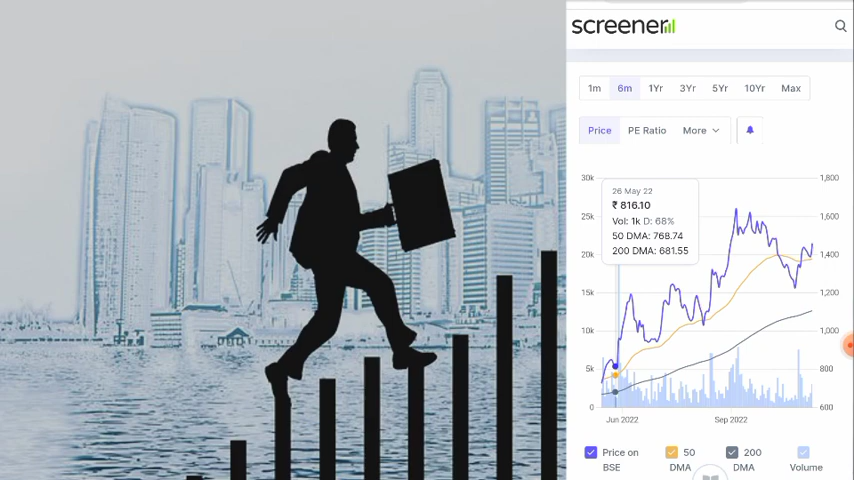 screener
1m 6m 1Yr 3Yr 5Yr 10Yr Max
Price PE Ratio More
30k 1,800
26 May 22
₹ 816.10
Vol: 1k D: 68%
50 DMA: 768.74
200 DMA: 681.55
25k 1,600
20k 1,400
15k 1,200
10k 1,000
5k 800
0 600
Jun 2022 Sep 2022
Price on BSE
50 DMA
200 DMA
Volume